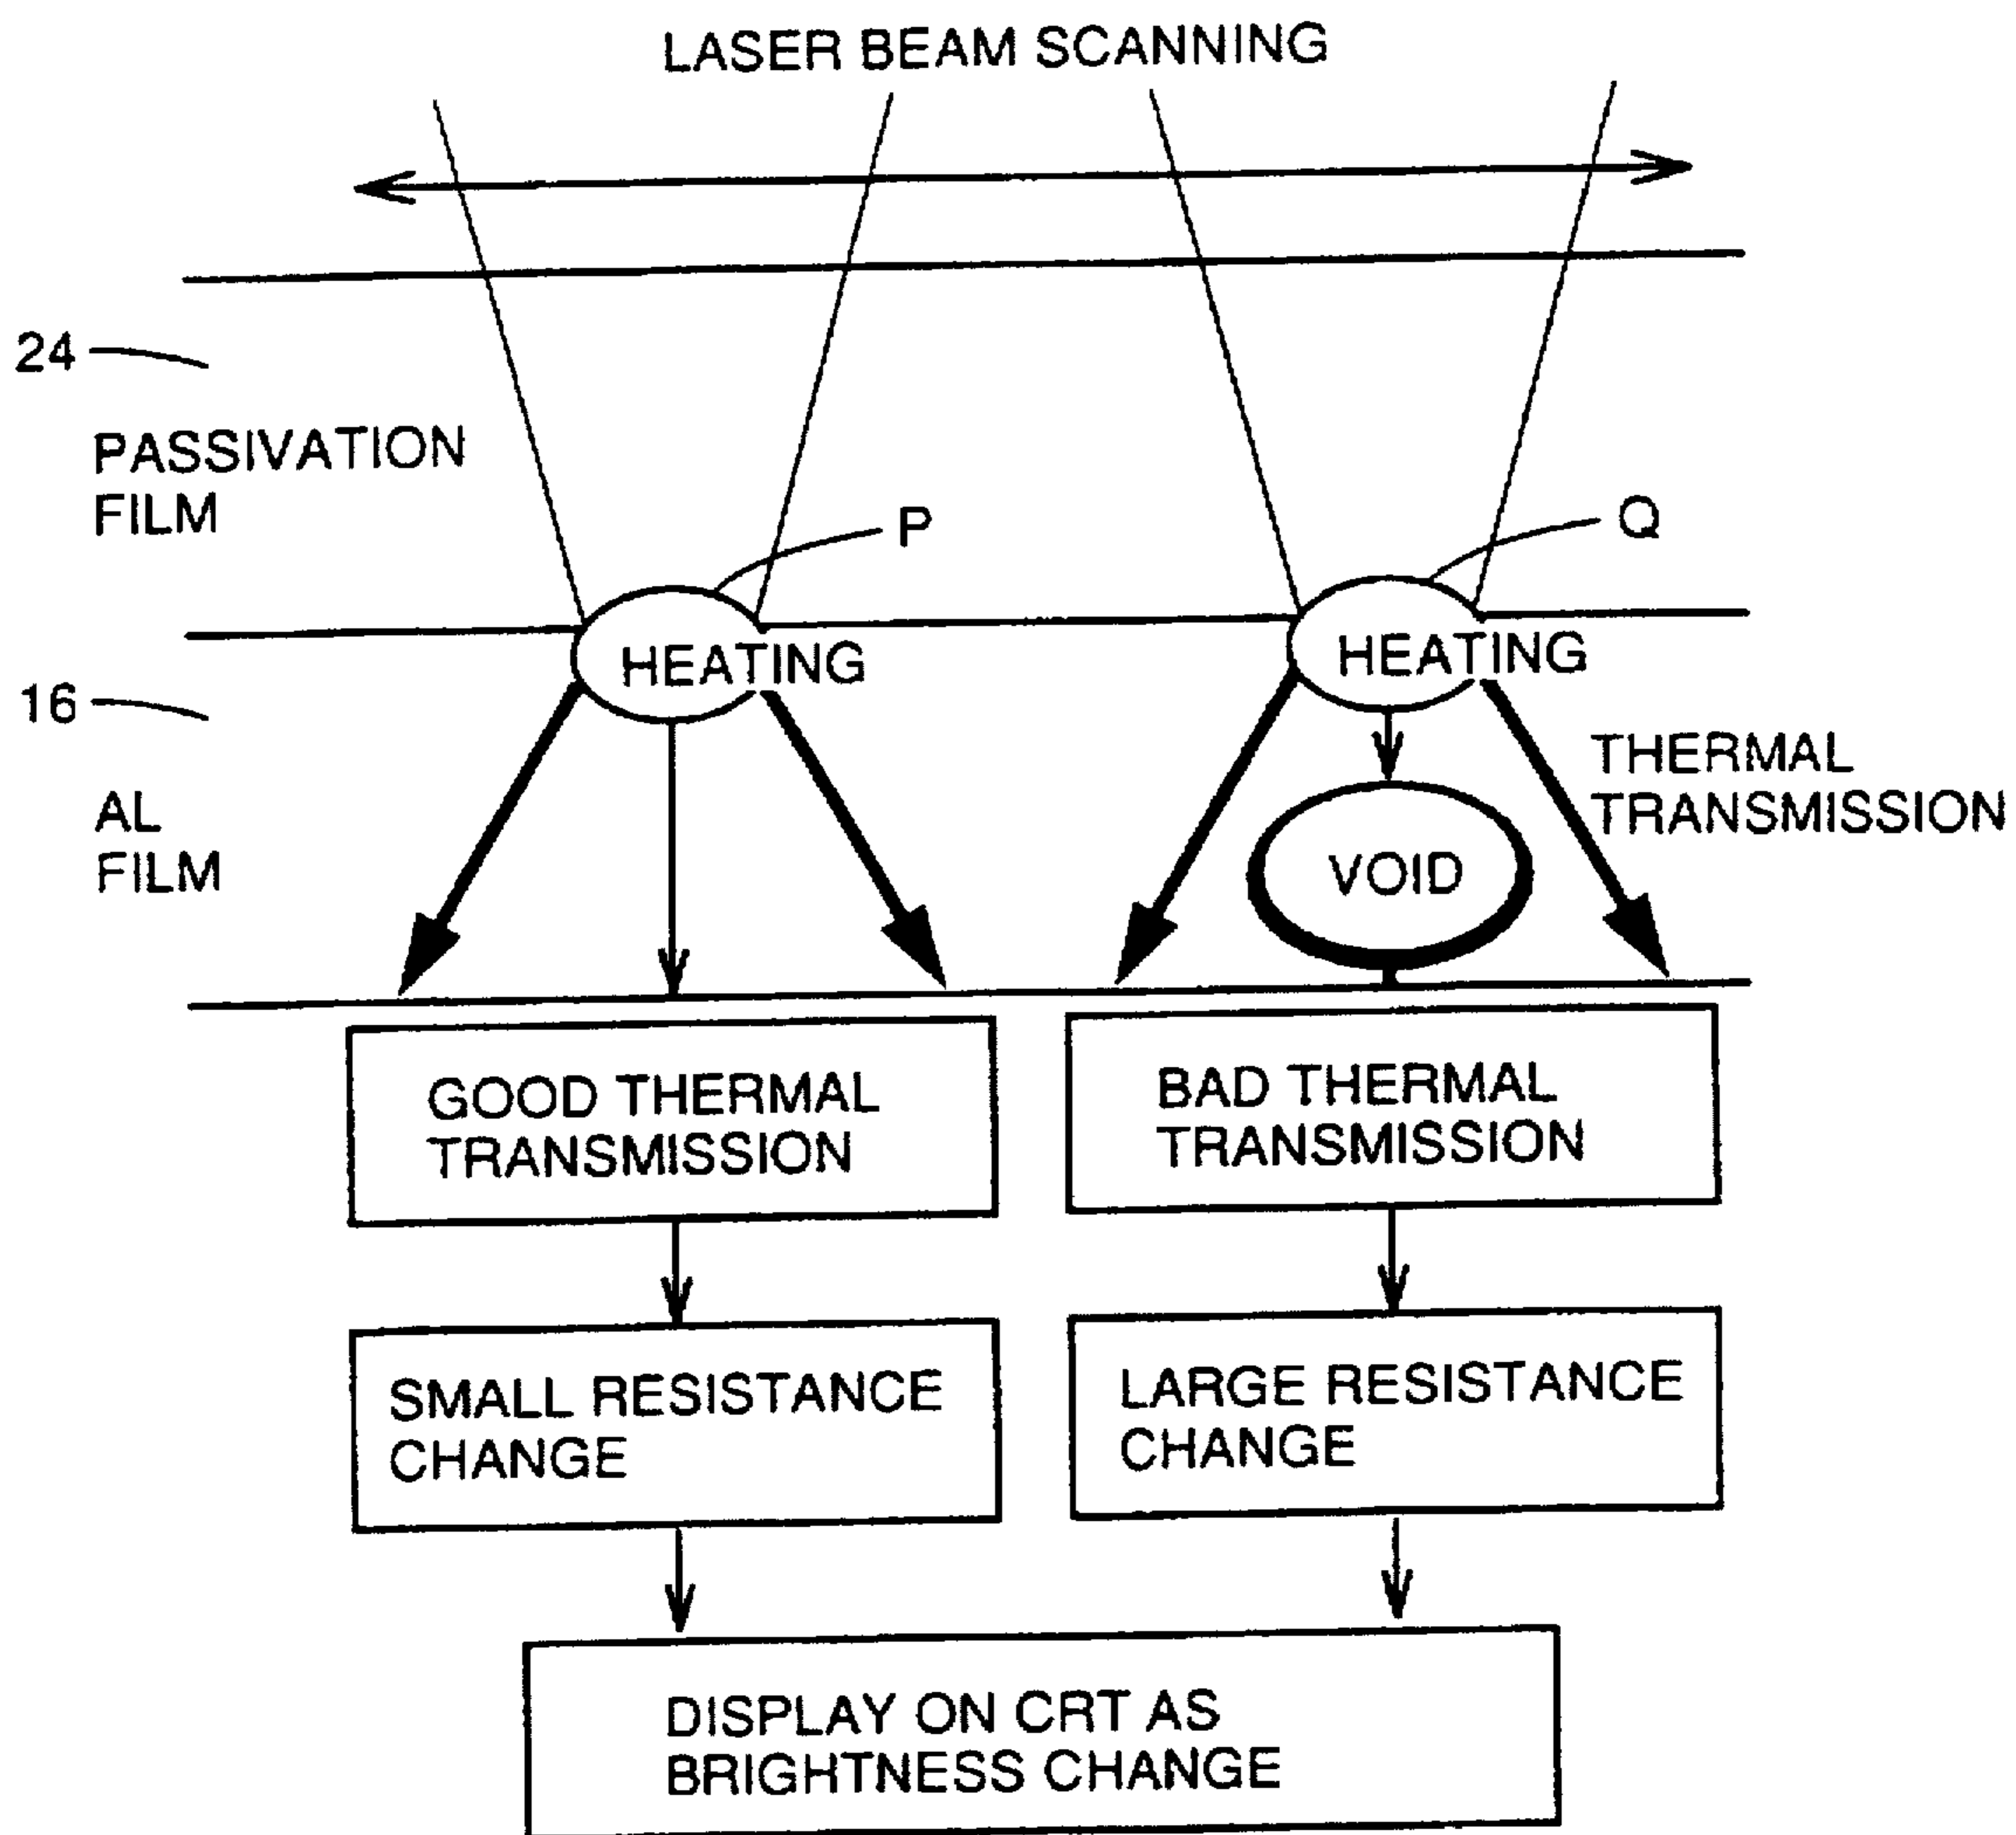 LASER BEAM SCANNING
24
PASSIVATION
FILM
P
Q
HEATING
HEATING
16
AL
FILM
THERMAL
TRANSMISSION
VOID
GOOD THERMAL
TRANSMISSION
BAD THERMAL
TRANSMISSION
SMALL RESISTANCE
CHANGE
LARGE RESISTANCE
CHANGE
DISPLAY ON CRT AS
BRIGHTNESS CHANGE